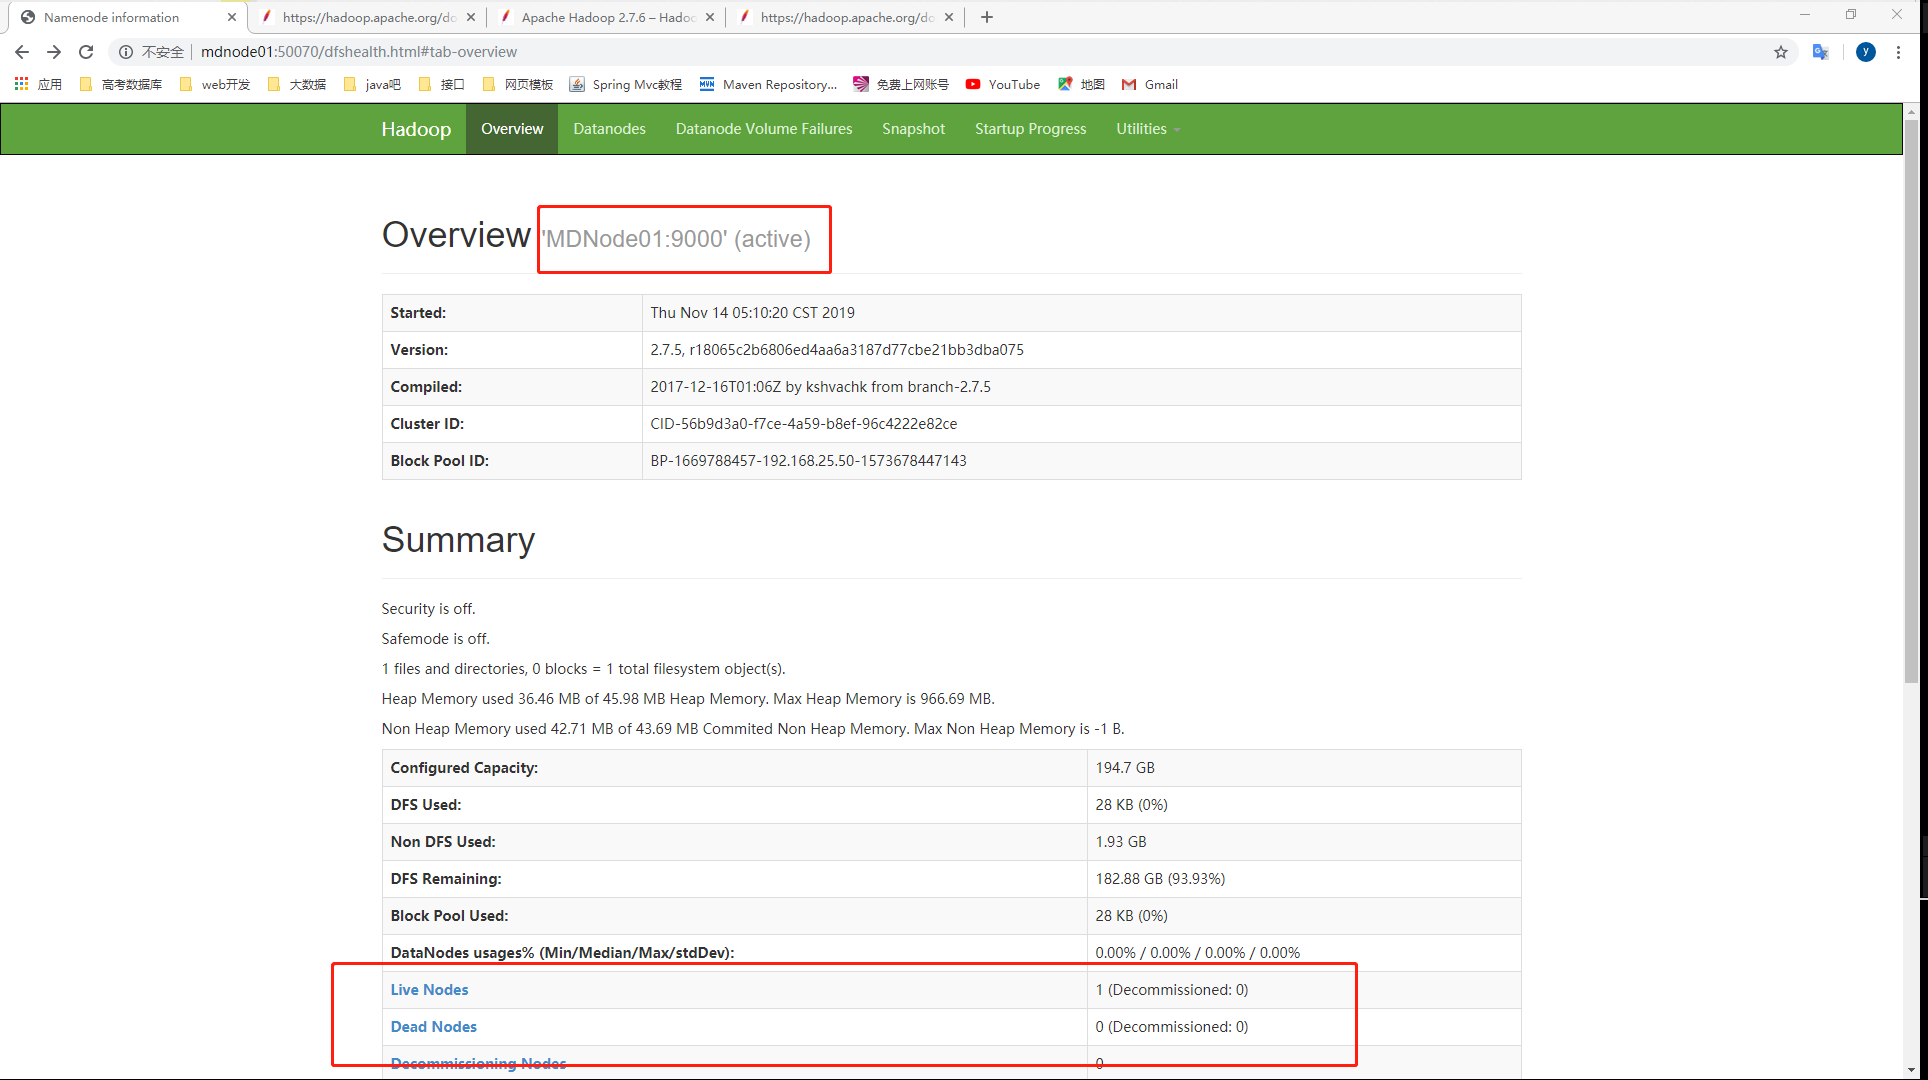 Namenode information
https://hadoop.apache.org/do
Apache Hadoop 2.7.6 – Hadoo
https://hadoop.apache.org/do
不安全 mdnode01:50070/dfshealth.html#tab-overview
y
应用 高考数据库 web开发 大数据 java吧 接口 网页模板 Spring Mvc教程 Maven Repository... 免费上网账号 YouTube 地图 Gmail
Hadoop Overview Datanodes Datanode Volume Failures Snapshot Startup Progress Utilities
Overview 'MDNode01:9000' (active)
Started: Thu Nov 14 05:10:20 CST 2019
Version: 2.7.5, r18065c2b6806ed4aa6a3187d77cbe21bb3dba075
Compiled: 2017-12-16T01:06Z by kshvachk from branch-2.7.5
Cluster ID: CID-56b9d3a0-f7ce-4a59-b8ef-96c4222e82ce
Block Pool ID: BP-1669788457-192.168.25.50-1573678447143
Summary
Security is off.
Safemode is off.
1 files and directories, 0 blocks = 1 total filesystem object(s).
Heap Memory used 36.46 MB of 45.98 MB Heap Memory. Max Heap Memory is 966.69 MB.
Non Heap Memory used 42.71 MB of 43.69 MB Commited Non Heap Memory. Max Non Heap Memory is -1 B.
Configured Capacity: 194.7 GB
DFS Used: 28 KB (0%)
Non DFS Used: 1.93 GB
DFS Remaining: 182.88 GB (93.93%)
Block Pool Used: 28 KB (0%)
DataNodes usages% (Min/Median/Max/stdDev): 0.00% / 0.00% / 0.00% / 0.00%
Live Nodes 1 (Decommissioned: 0)
Dead Nodes 0 (Decommissioned: 0)
Decommissioning Nodes 0